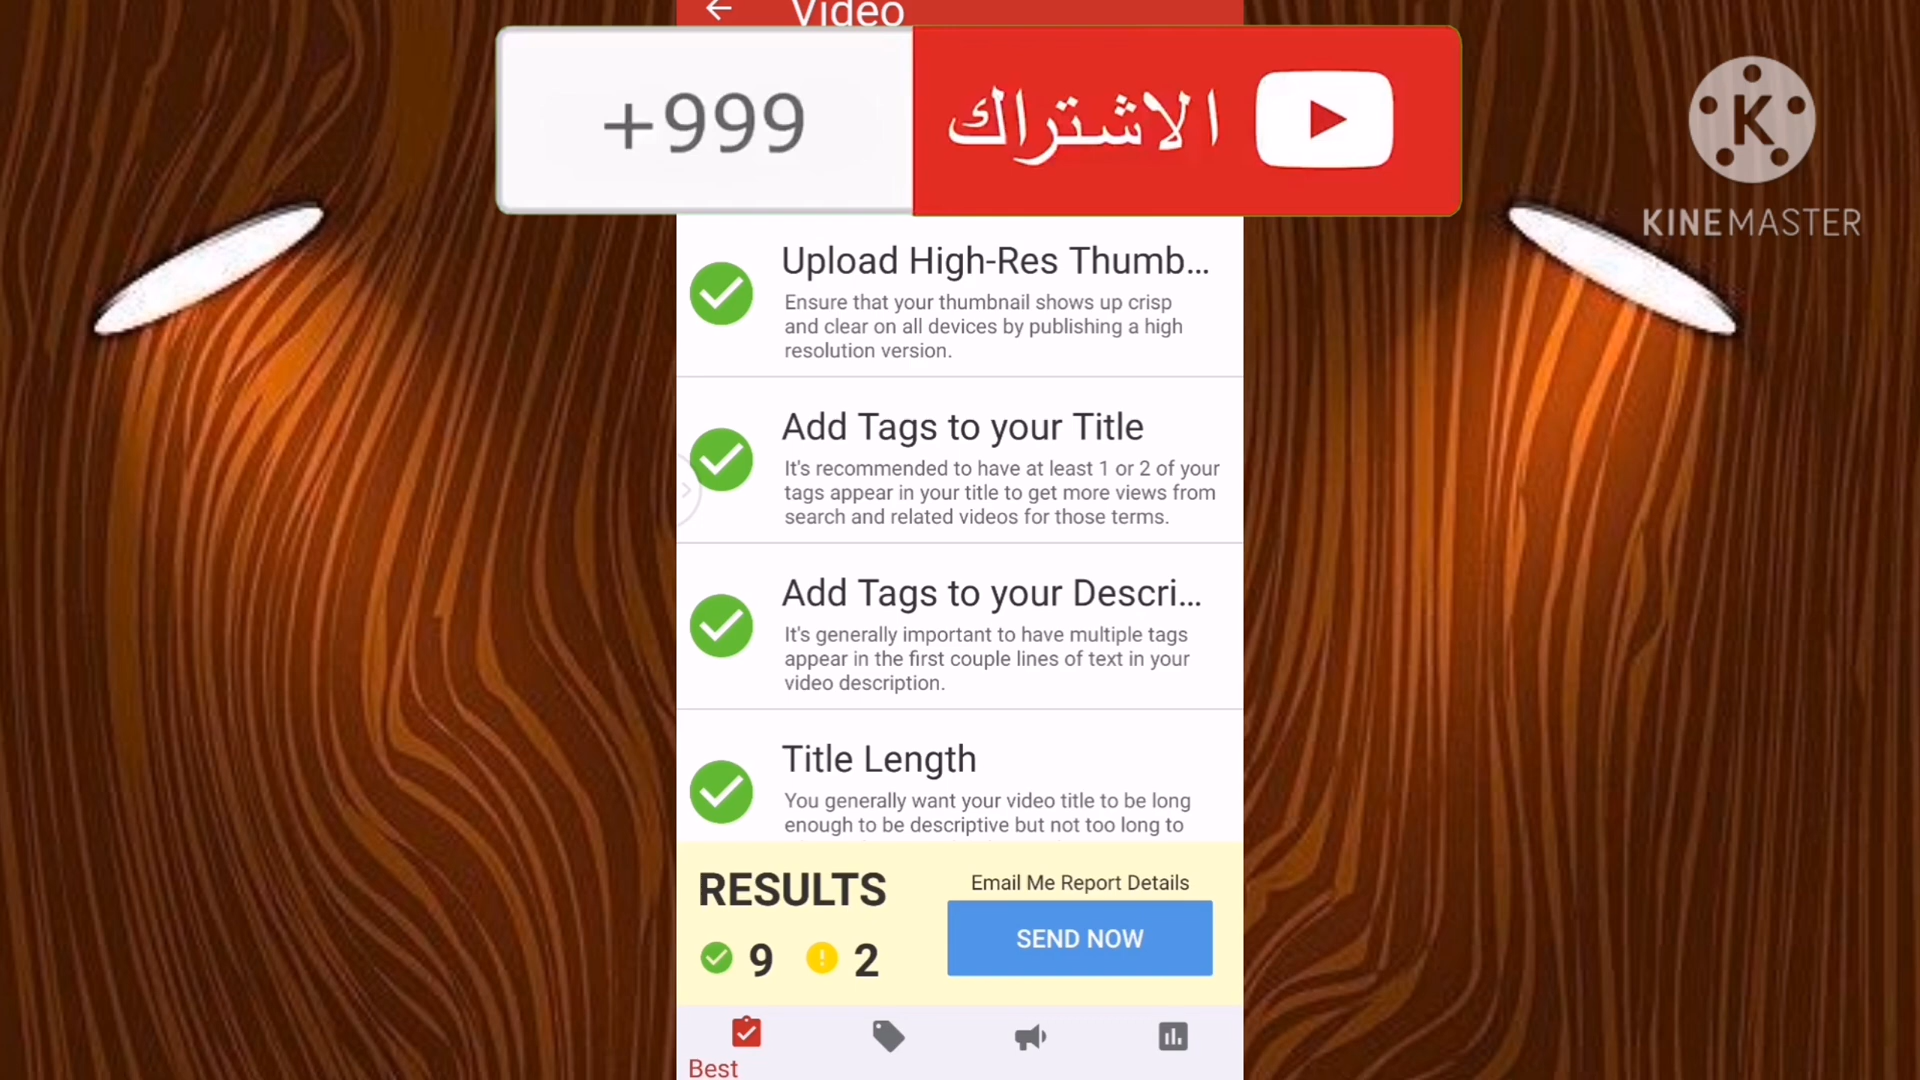 Video
+999
الاشتراك
K
KINEMASTER
Upload High-Res Thumb...
Ensure that your thumbnail shows up crisp
and clear on all devices by publishing a high
resolution version.
Add Tags to your Title
It's recommended to have at least 1 or 2 of your
tags appear in your title to get more views from
search and related videos for those terms.
Add Tags to your Descri...
It's generally important to have multiple tags
appear in the first couple lines of text in your
video description.
Title Length
You generally want your video title to be long
enough to be descriptive but not too long to
RESULTS
Email Me Report Details
SEND NOW
9
2
Best